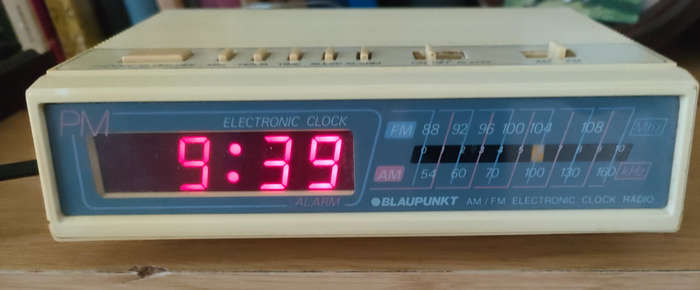 PM
ELECTRONIC CLOCK
9:39
ALARM
FM 88 92 96 100 104 108 MHz
AM 54 60 70 100 130 160 kHz
BLAUPUNKT AM/FM ELECTRONIC CLOCK RADIO